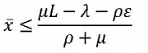 x̄ ≤ (μL − λ − ρε) / (ρ + μ)